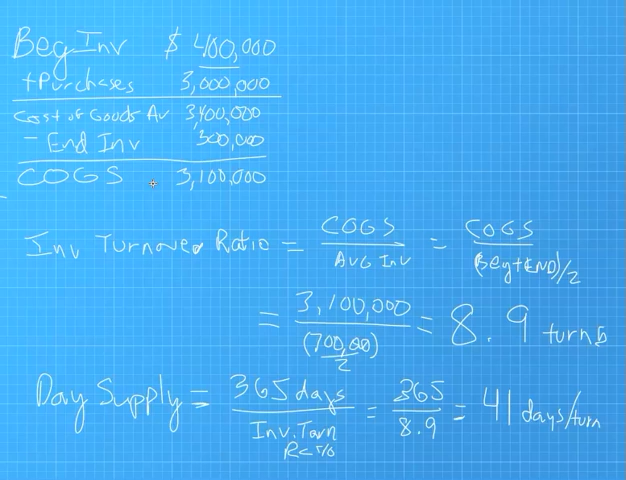 Beg Inv $ 400,000
+Purchases 3,000,000
Cost of Goods Av 3,400,000
- End Inv 300,000
COGS 3,100,000
Inv Turnover Ratio = COGS / Avg Inv = COGS / (Beg+END)/2
= 3,100,000 / (700,000)/2 = 8.9 turns
Day Supply = 365 days / Inv. Turn Ratio = 365 / 8.9 = 41 days/turn